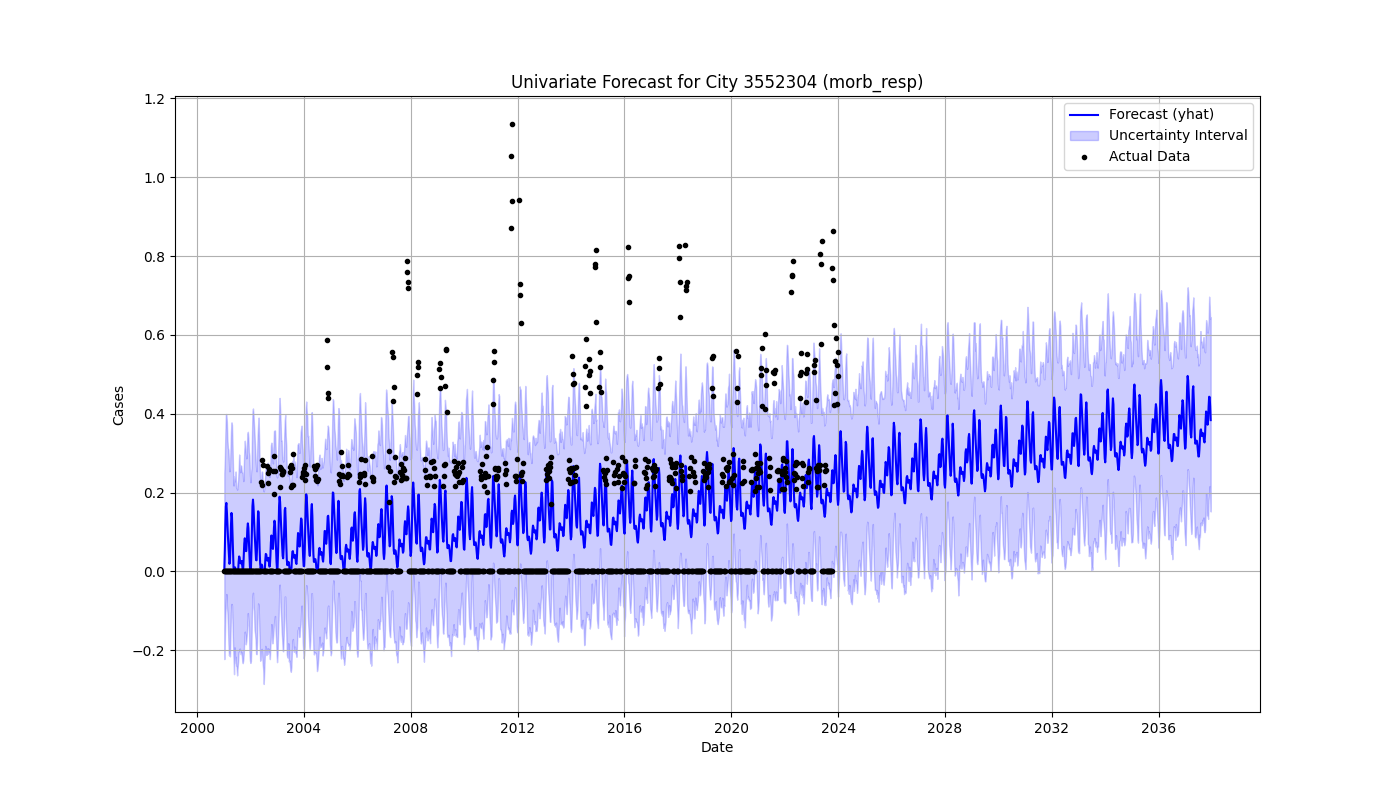 Univariate Forecast for City 3552304 (morb_resp)
Forecast (yhat)
Uncertainty Interval
Actual Data
Cases
1.2
1.0
0.8
0.6
0.4
0.2
0.0
−0.2
2000 2004 2008 2012 2016 2020 2024 2028 2032 2036
Date